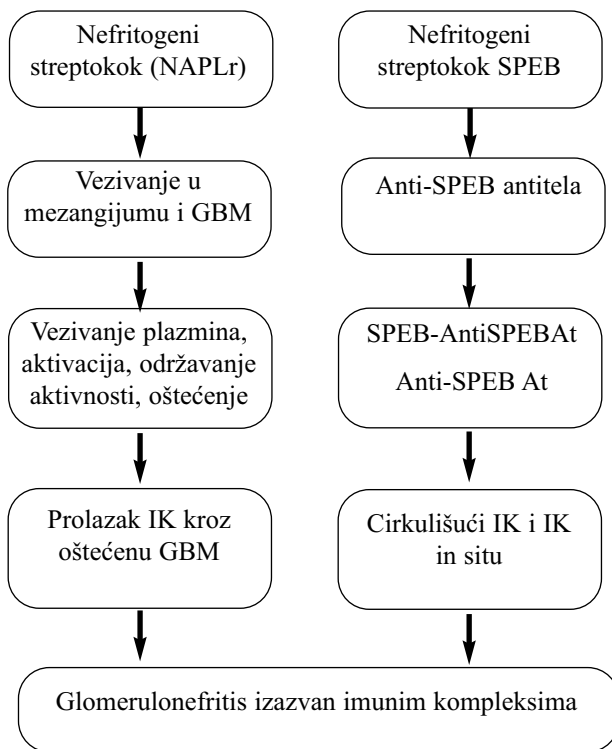 Nefritogeni
streptokok (NAPLr)
Vezivanje u
mezangijumu i GBM
Vezivanje plazmina,
aktivacija, održavanje
aktivnosti, oštećenje
Prolazak IK kroz
oštećenu GBM
Nefritogeni
streptokok SPEB
Anti-SPEB antitela
SPEB-AntiSPEBAt
Anti-SPEB At
Cirkulišući IK i IK
in situ
Glomerulonefritis izazvan imunim kompleksima